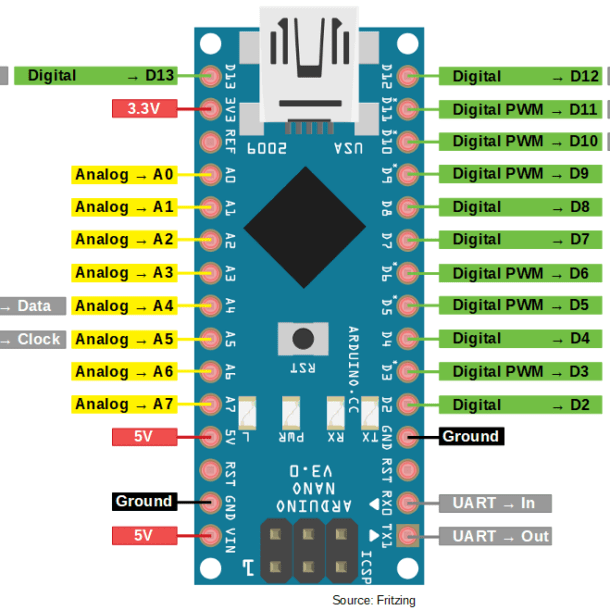 Digital → D13
3.3V
Analog → A0
Analog → A1
Analog → A2
Analog → A3
→ Data
Analog → A4
→ Clock
Analog → A5
Analog → A6
Analog → A7
5V
Ground
5V
D13
3V3
REF
A0
A1
A2
A3
A4
A5
A6
A7
5V
RST
GND
VIN
2009
USA
RST
ARDUINO.CC
L
PWR
RX
TX
V3.0
NANO
ARDUINO
1
ICSP
D12
D11
D10
D9
D8
D7
D6
D5
D4
D3
D2
GND
RST
RX0
TX1
Digital → D12
Digital PWM → D11
Digital PWM → D10
Digital PWM → D9
Digital → D8
Digital → D7
Digital PWM → D6
Digital PWM → D5
Digital → D4
Digital PWM → D3
Digital → D2
Ground
UART → In
UART → Out
Source: Fritzing